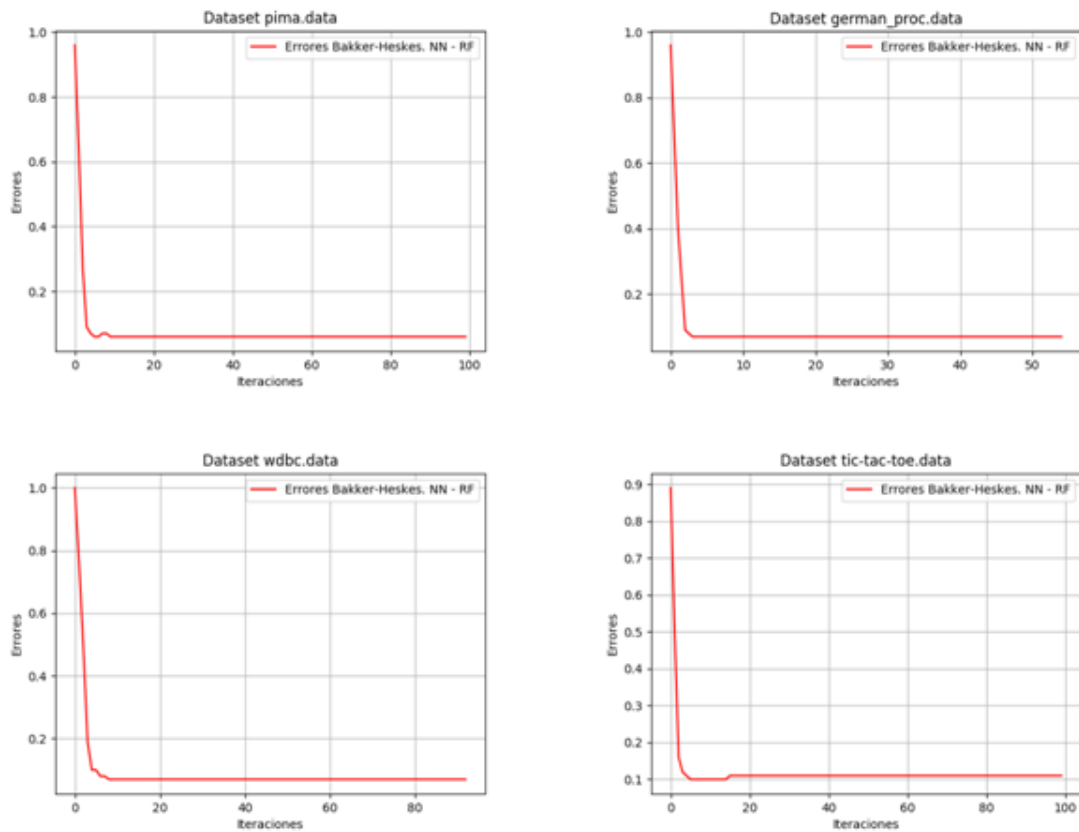 Dataset pima.data
1.0
0.8
0.6
0.4
0.2
Errores
Errores Bakker-Heskes. NN - RF
0 20 40 60 80 100
Iteraciones
Dataset german_proc.data
1.0
0.8
0.6
0.4
0.2
Errores
Errores Bakker-Heskes. NN - RF
0 10 20 30 40 50
Iteraciones
Dataset wdbc.data
1.0
0.8
0.6
0.4
0.2
Errores
Errores Bakker-Heskes. NN - RF
0 20 40 60 80
Iteraciones
Dataset tic-tac-toe.data
0.9
0.8
0.7
0.6
0.5
0.4
0.3
0.2
0.1
Errores
Errores Bakker-Heskes. NN - RF
0 20 40 60 80 100
Iteraciones